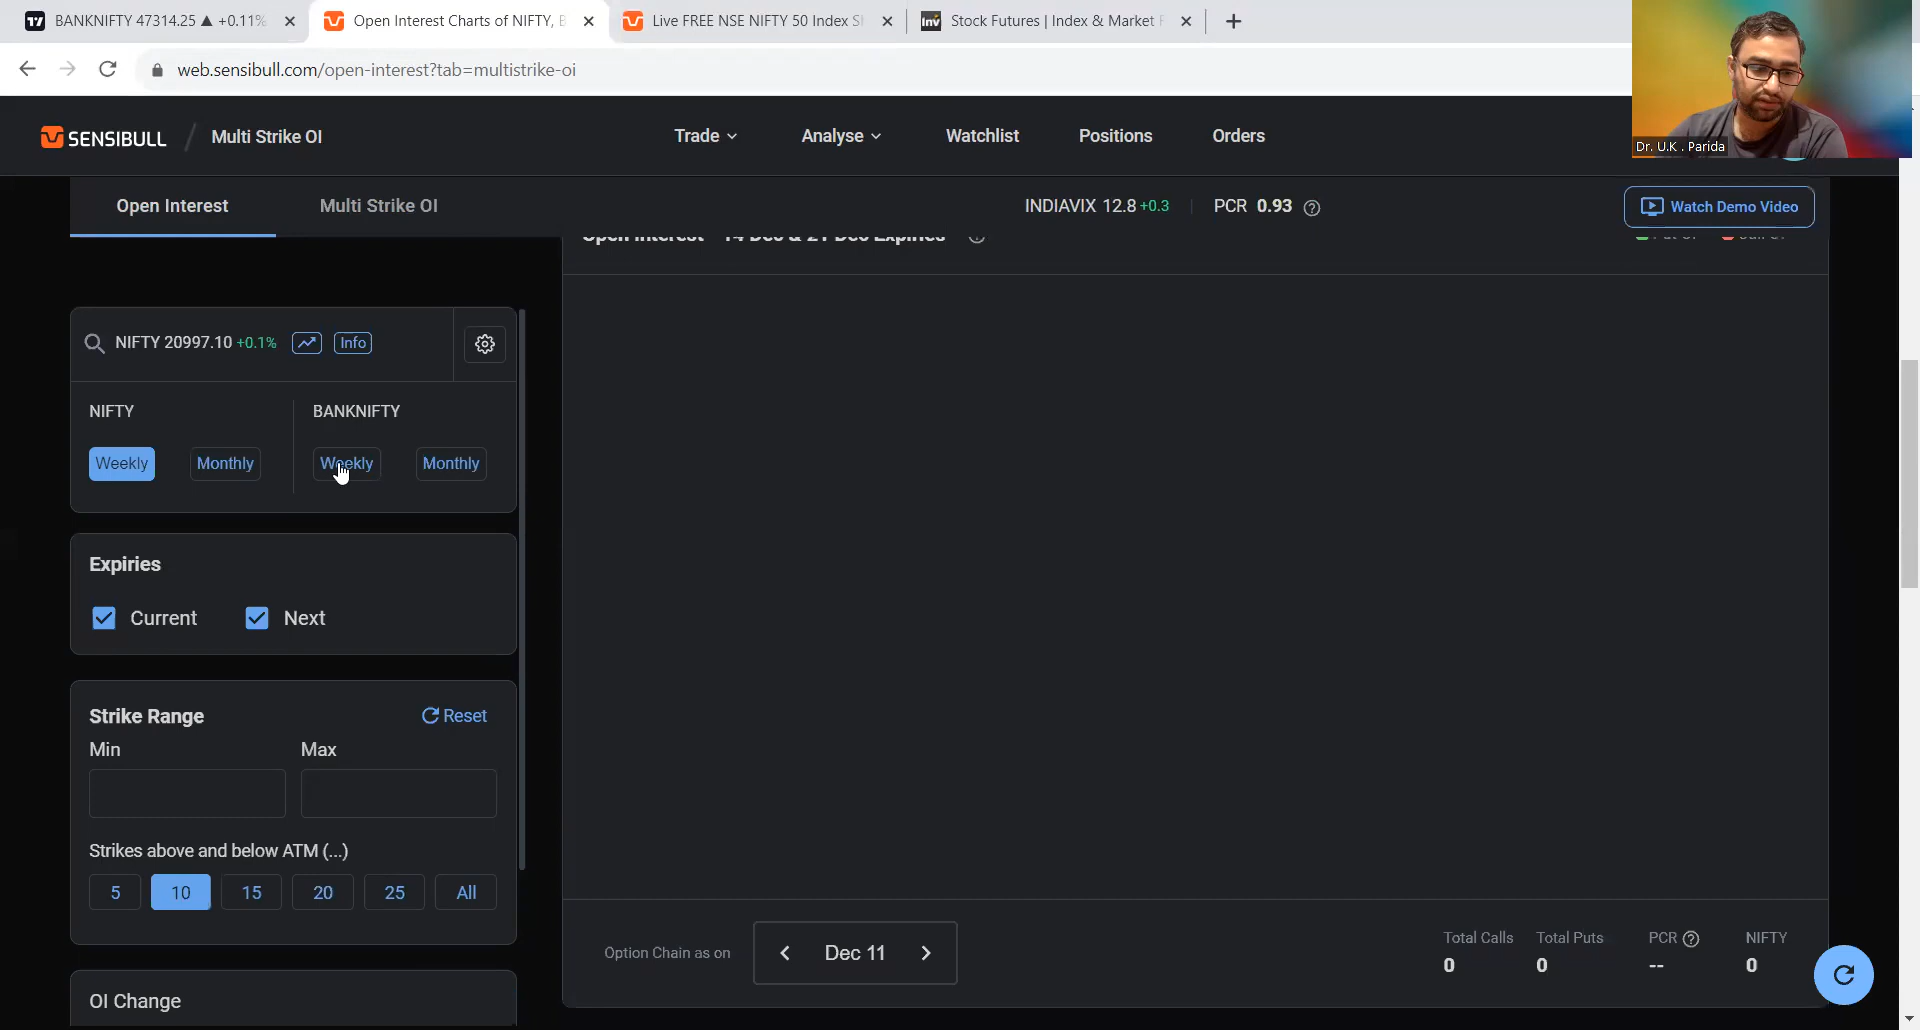 BANKNIFTY 47314.25 ▲ +0.11%
Open Interest Charts of NIFTY, B
Live FREE NSE NIFTY 50 Index S
Inv Stock Futures | Index & Market F
web.sensibull.com/open-interest?tab=multistrike-oi
SENSIBULL / Multi Strike OI
Trade
Analyse
Watchlist
Positions
Orders
Dr. U.K . Parida
Open Interest
Multi Strike OI
INDIAVIX 12.8 +0.3
PCR 0.93
Watch Demo Video
NIFTY 20997.10 +0.1% Info
NIFTY
BANKNIFTY
Weekly
Monthly
Weekly
Monthly
Expiries
Current
Next
Strike Range
Reset
Min
Max
Strikes above and below ATM (...)
5 10 15 20 25 All
OI Change
Option Chain as on
Dec 11
Total Calls Total Puts PCR NIFTY
0 0 -- 0